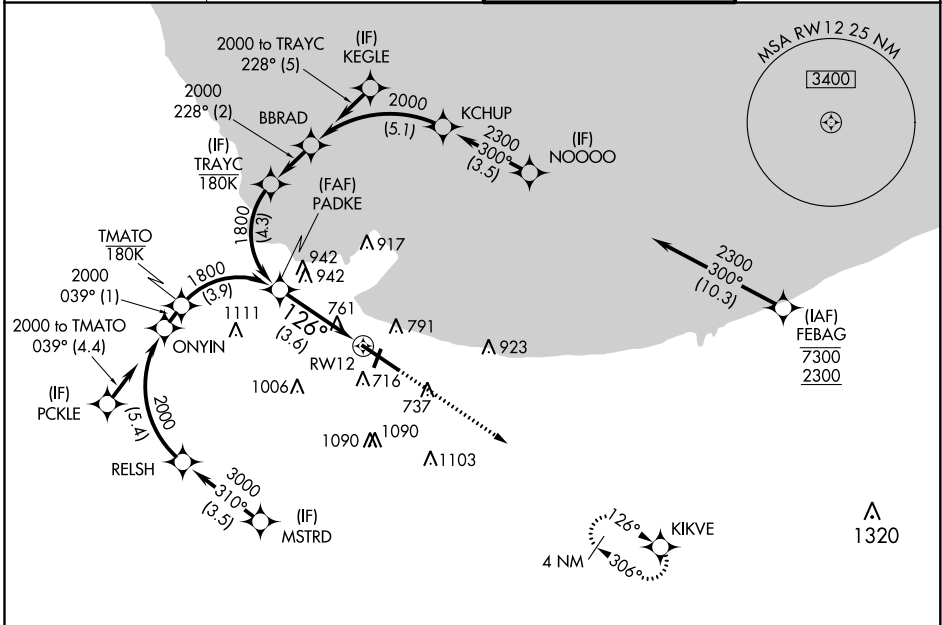 2000 to TRAYC
228° (5)
(IF)
KEGLE
MSA RW12 25 NM
3400
2000
228° (2)
BBRAD
2000
(5.1)
KCHUP
2300
300°
(3.5)
(IF)
NOOOO
(IF)
TRAYC
180K
(FAF)
PADKE
1800
(4.3)
TMATO
180K
942
942
917
2300
300°
(10.3)
2000
039° (1)
1800
(3.9)
(IAF)
FEBAG
7300
2300
2000 to TMATO
039° (4.4)
ONYIN
1111
126°
(3.6)
761
791
923
RW12
716
737
1006
(IF)
PCKLE
2000
(5.4)
1090
1090
1103
RELSH
3000
310°
(3.5)
(IF)
MSTRD
126°
KIKVE
4 NM
306°
1320